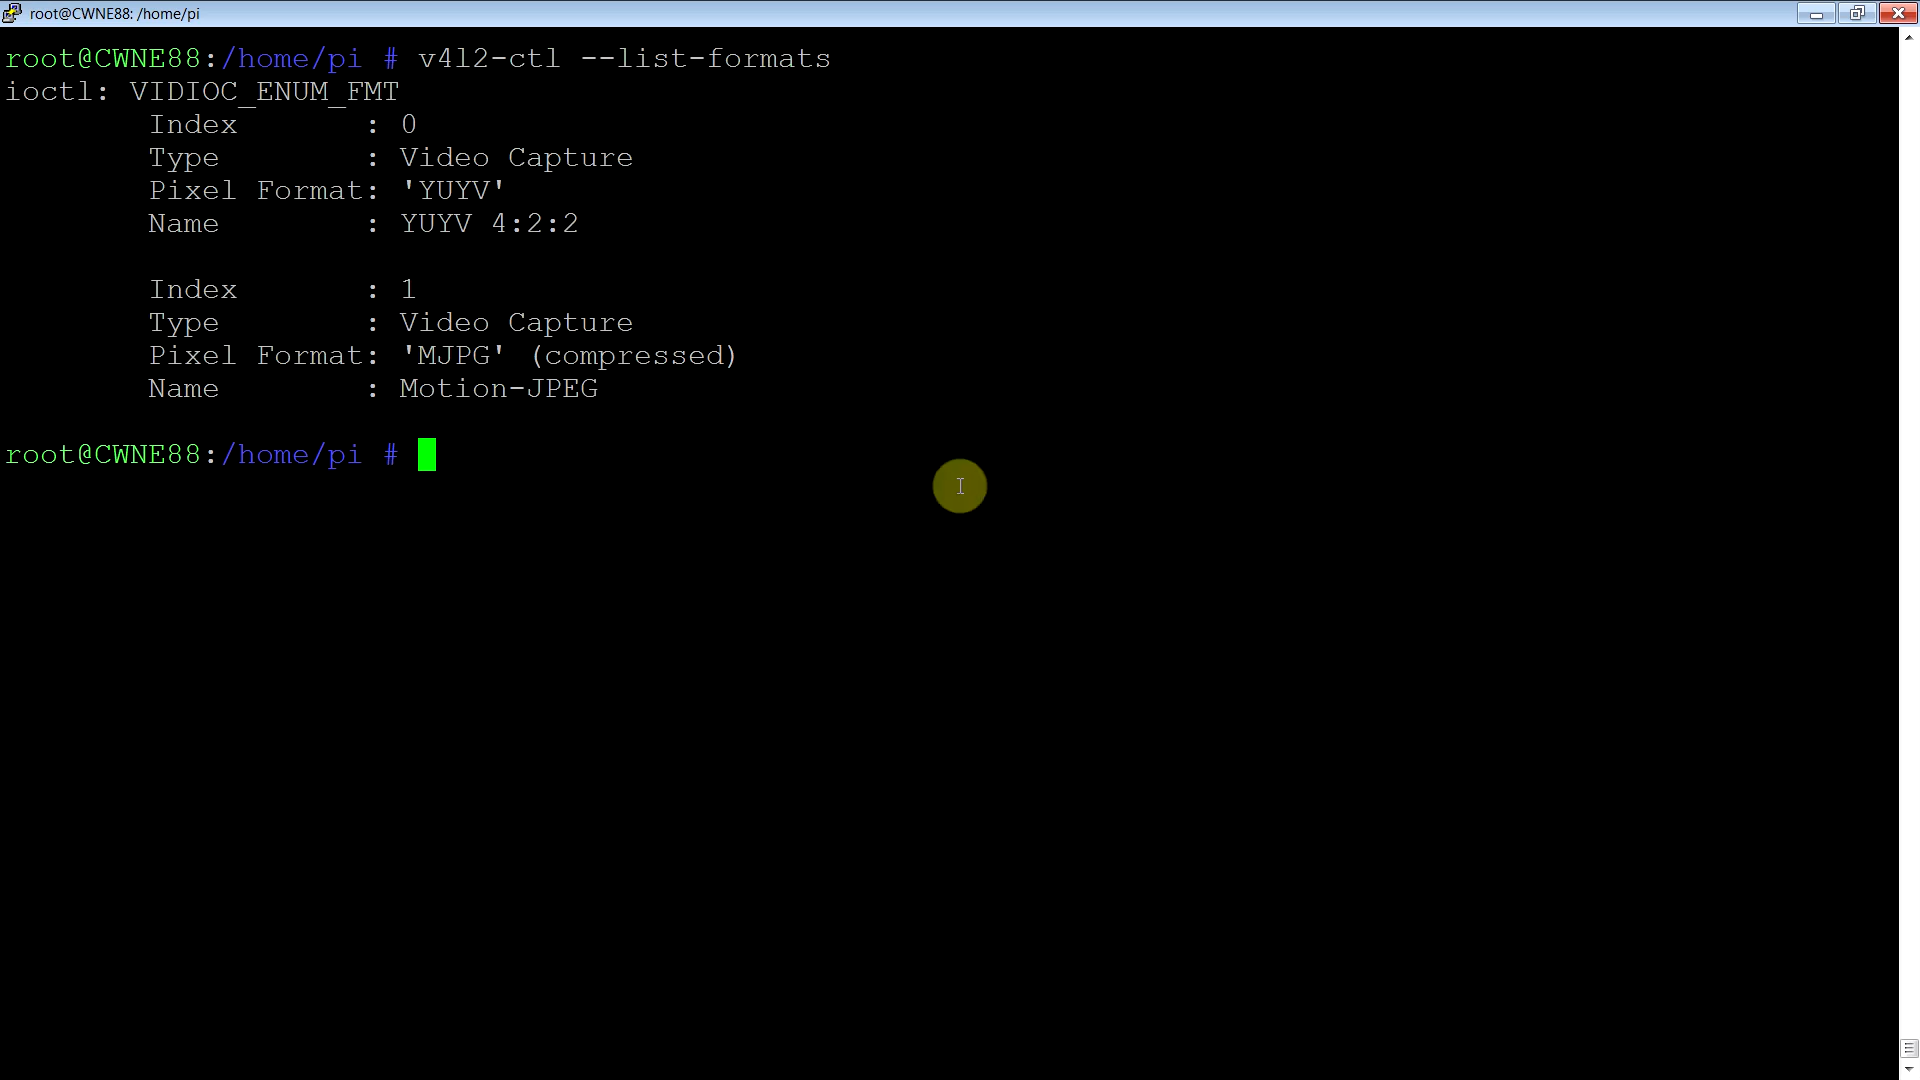 root@CWNE88: /home/pi
root@CWNE88:/home/pi # v4l2-ctl --list-formats
ioctl: VIDIOC_ENUM_FMT
        Index       : 0
        Type        : Video Capture
        Pixel Format: 'YUYV'
        Name        : YUYV 4:2:2

        Index       : 1
        Type        : Video Capture
        Pixel Format: 'MJPG' (compressed)
        Name        : Motion-JPEG

root@CWNE88:/home/pi #